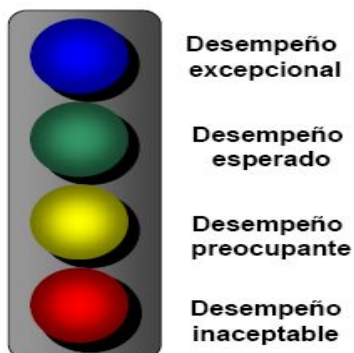 Desempeño
excepcional
Desempeño
esperado
Desempeño
preocupante
Desempeño
inaceptable